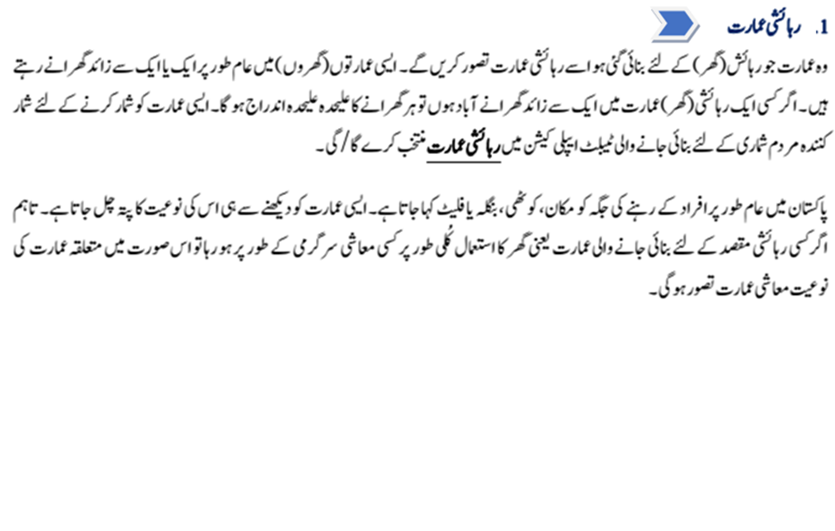 1. رہائشی عمارت
وہ عمارت جو رہائش (گھر) کے لئے بنائی گئی ہو اسے رہائشی عمارت تصور کریں گے۔ ایسی عمارتوں (گھروں) میں عام طور پر ایک یا ایک سے زائد گھرانے رہتے
ہیں۔ اگر کسی ایک رہائشی (گھر) عمارت میں ایک سے زائد گھرانے آباد ہوں تو ہر گھرانے کا علیحدہ علیحدہ اندراج ہو گا۔ ایسی عمارت کو شمار کرنے کے لئے شمار
کنندہ مردم شماری کے لئے بنائی جانے والی ٹیبلٹ ایپلی کیشن میں رہائشی عمارت منتخب کرے گا/گی۔
پاکستان میں عام طور پر افراد کے رہنے کی جگہ کو مکان، کوٹھی، بنگلہ یا فلیٹ کہا جاتا ہے۔ ایسی عمارت کو دیکھنے سے ہی اس کی نوعیت کا پتہ چل جاتا ہے۔ تاہم
اگر کسی رہائشی مقصد کے لئے بنائی جانے والی عمارت یعنی گھر کا استعمال کُلی طور پر کسی معاشی سرگرمی کے طور پر ہو رہا تو اس صورت میں متعلقہ عمارت کی
نوعیت معاشی عمارت تصور ہو گی۔